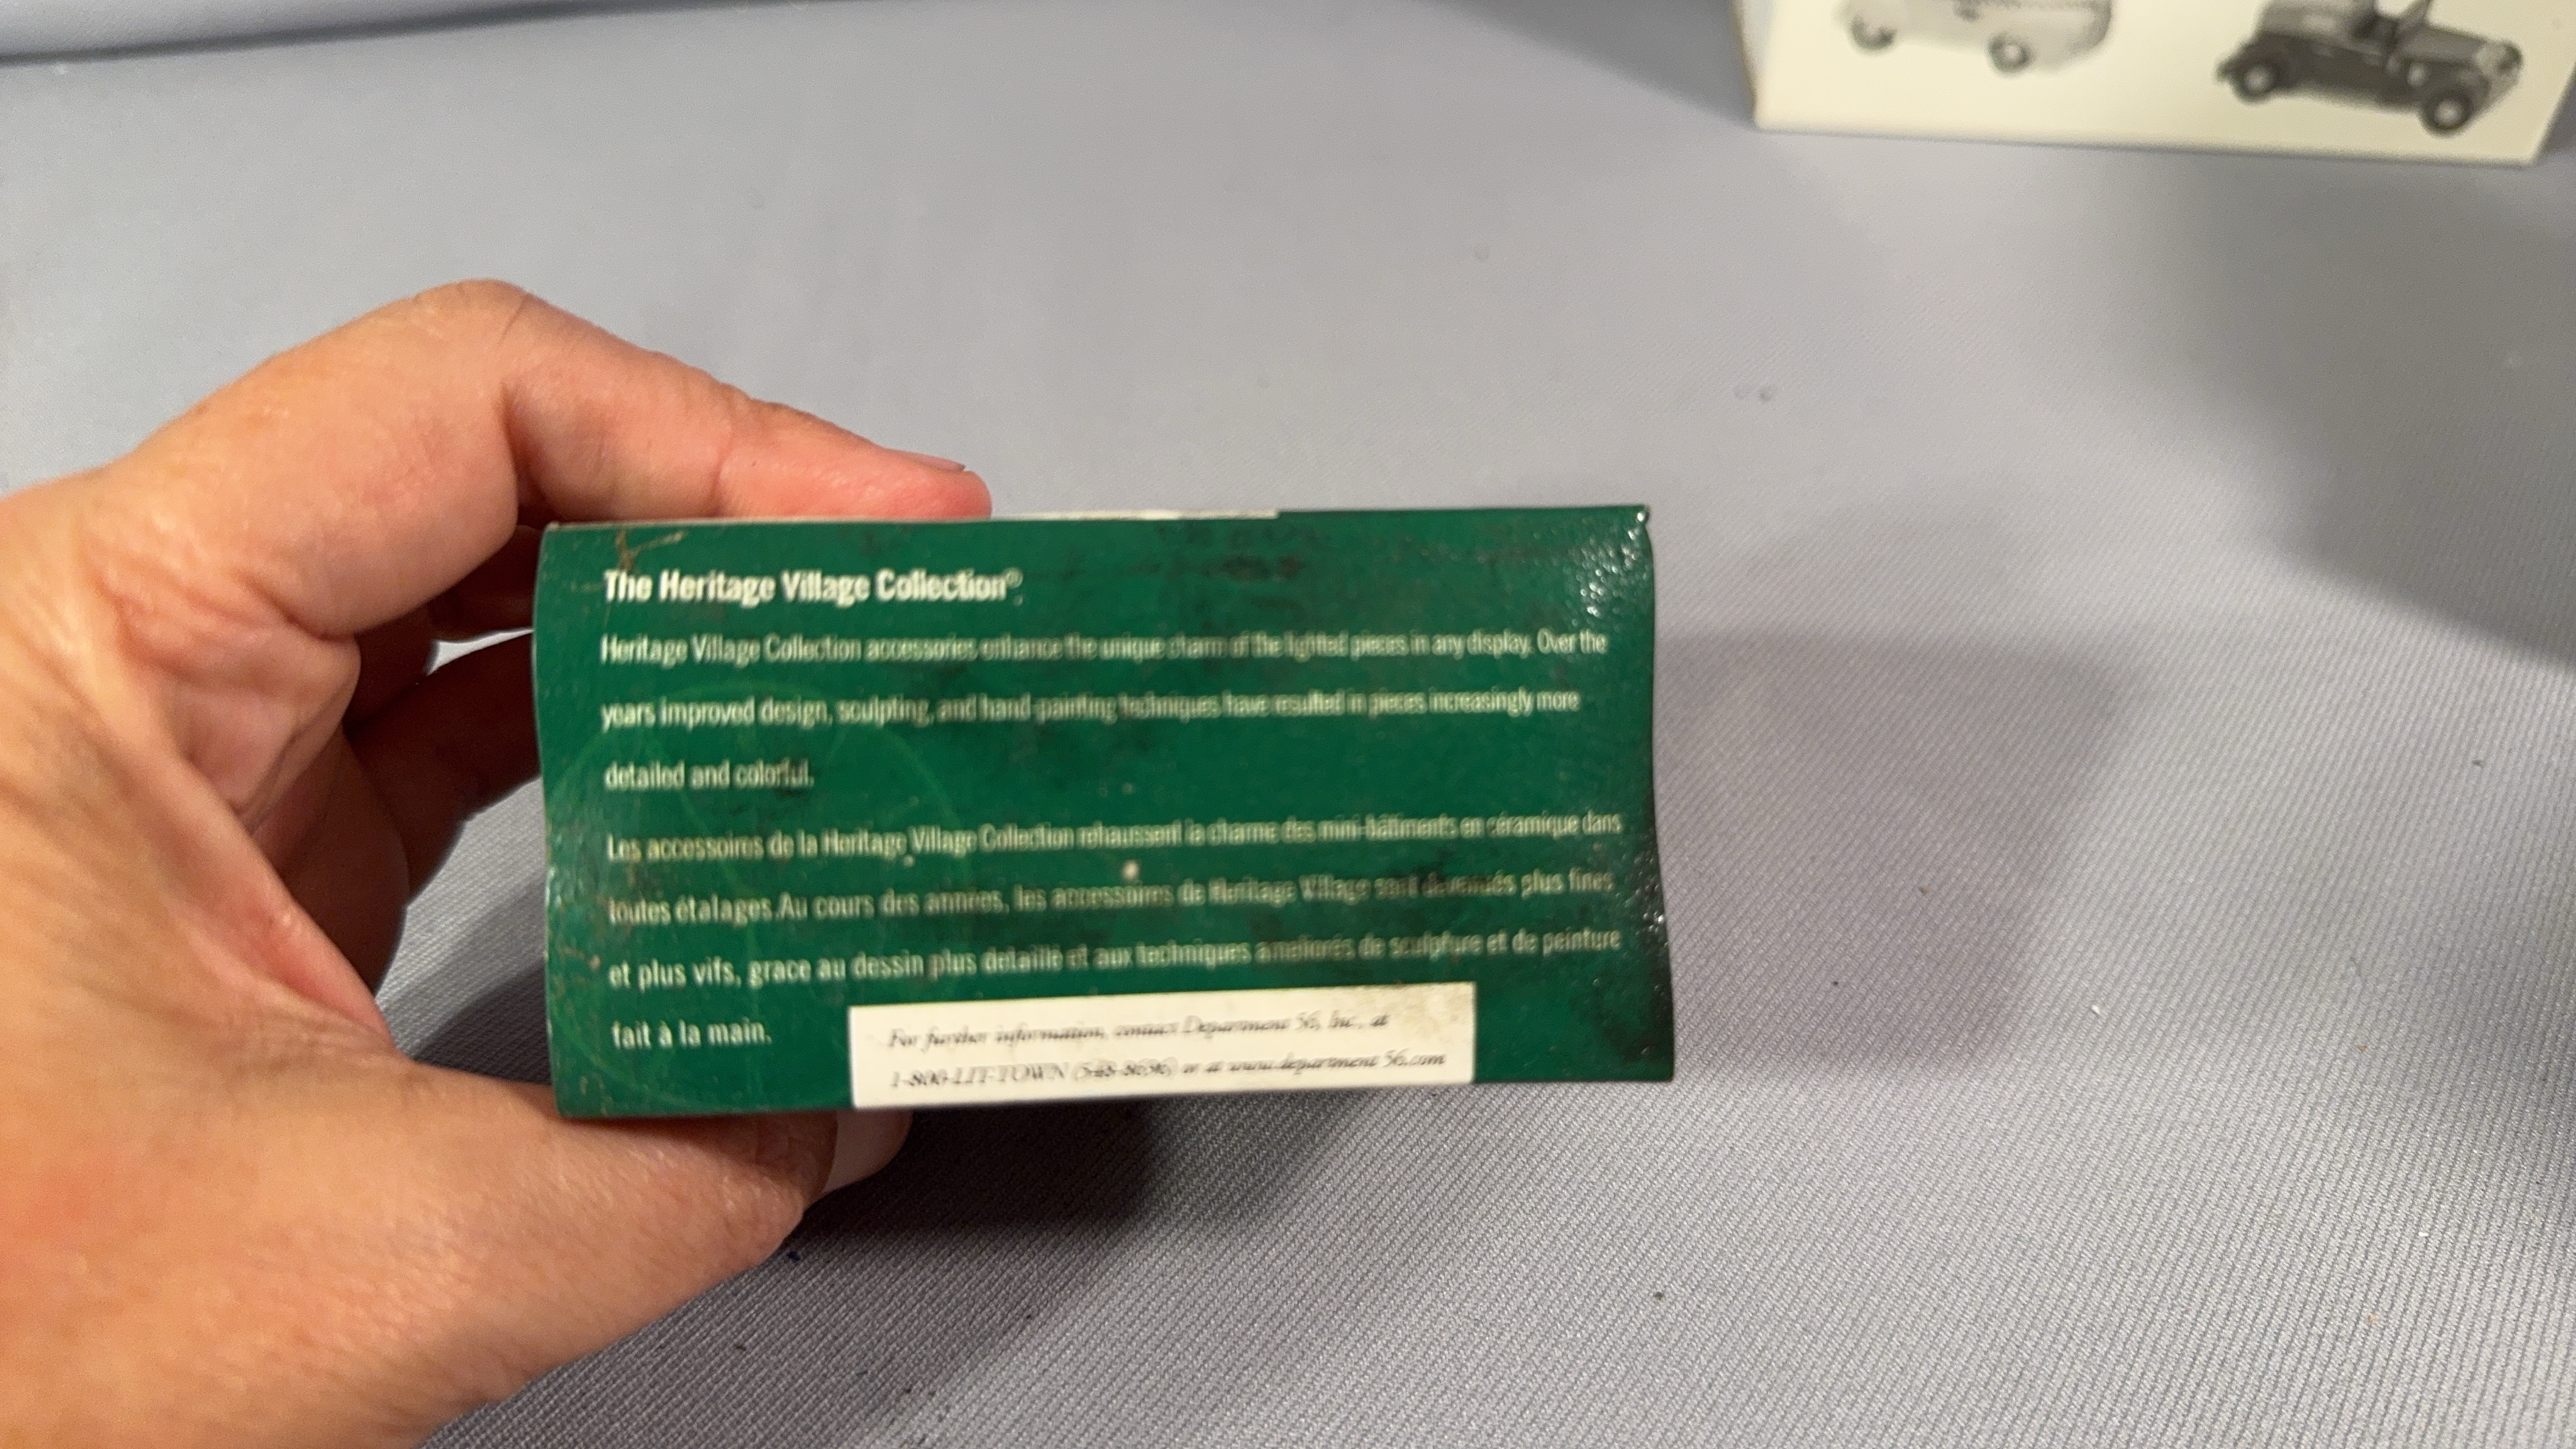 The Heritage Village Collection®
Heritage Village Collection accessories enhance the unique charm of the lighted pieces in any display. Over the
years improved design, sculpting, and hand-painting techniques have resulted in pieces increasingly more
detailed and colorful.
Les accessoires de la Heritage Village Collection rehaussent la charme des mini-bâtiments en céramique dans
toutes étalages. Au cours des années, les accessoires de Heritage Village sont devenués plus fines
et plus vifs, grace au dessin plus detaillé et aux techniques ameliorés de sculpture et de peinture
fait à la main.
For further information, contact Department 56, Inc., at
1-800-LIT-TOWN (548-8696) or at www.department 56.com